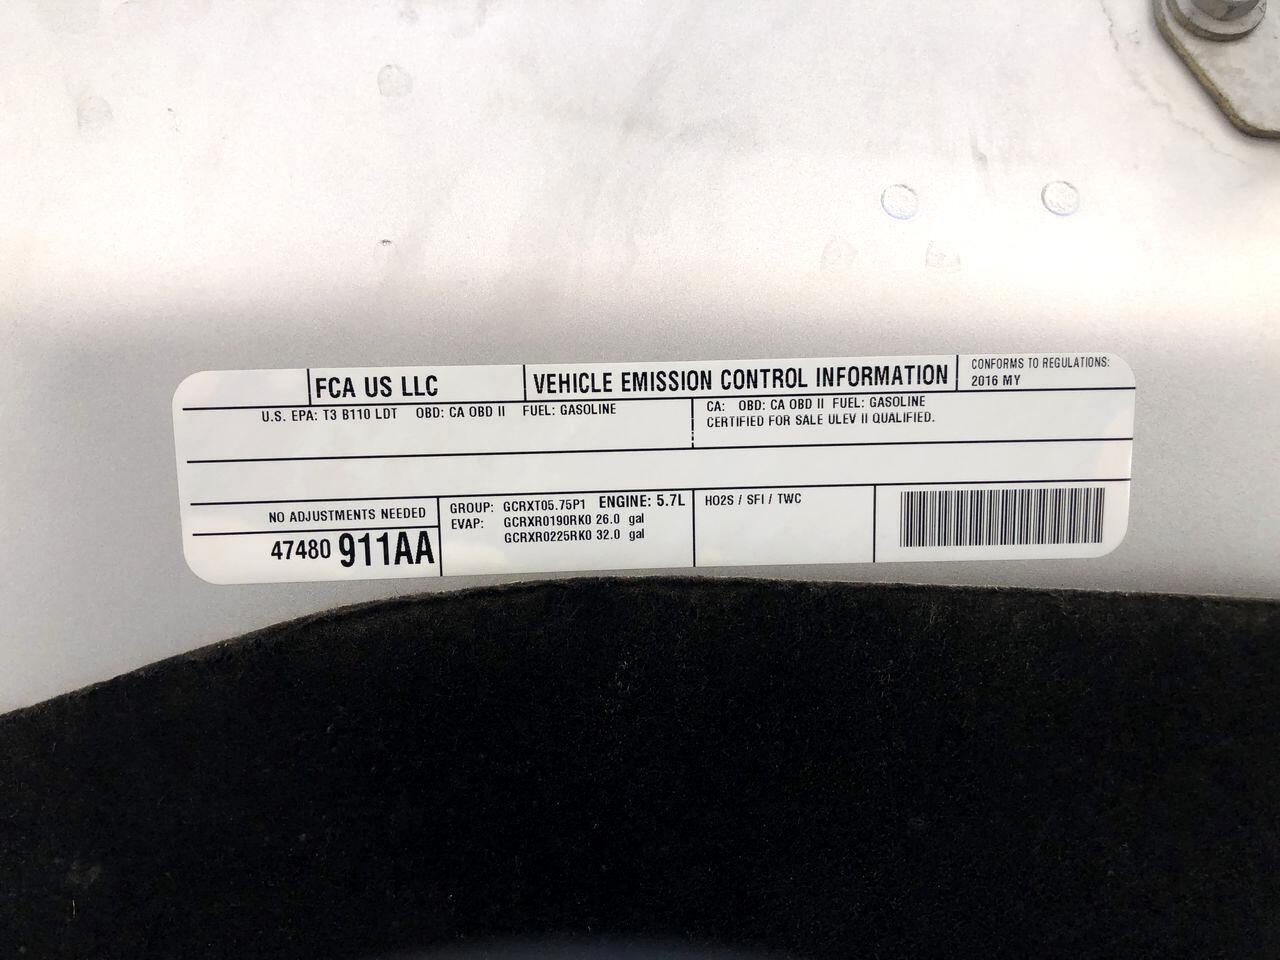 FCA US LLC
VEHICLE EMISSION CONTROL INFORMATION
CONFORMS TO REGULATIONS:
2016 MY
U.S. EPA: T3 B110 LDT OBD: CA OBD II FUEL: GASOLINE
CA: OBD: CA OBD II FUEL: GASOLINE
CERTIFIED FOR SALE ULEV II QUALIFIED.
NO ADJUSTMENTS NEEDED
47480 911AA
GROUP: GCRXT05.75P1 ENGINE: 5.7L
EVAP: GCRXR0190RK0 26.0 gal
GCRXR0225RK0 32.0 gal
HO2S / SFI / TWC